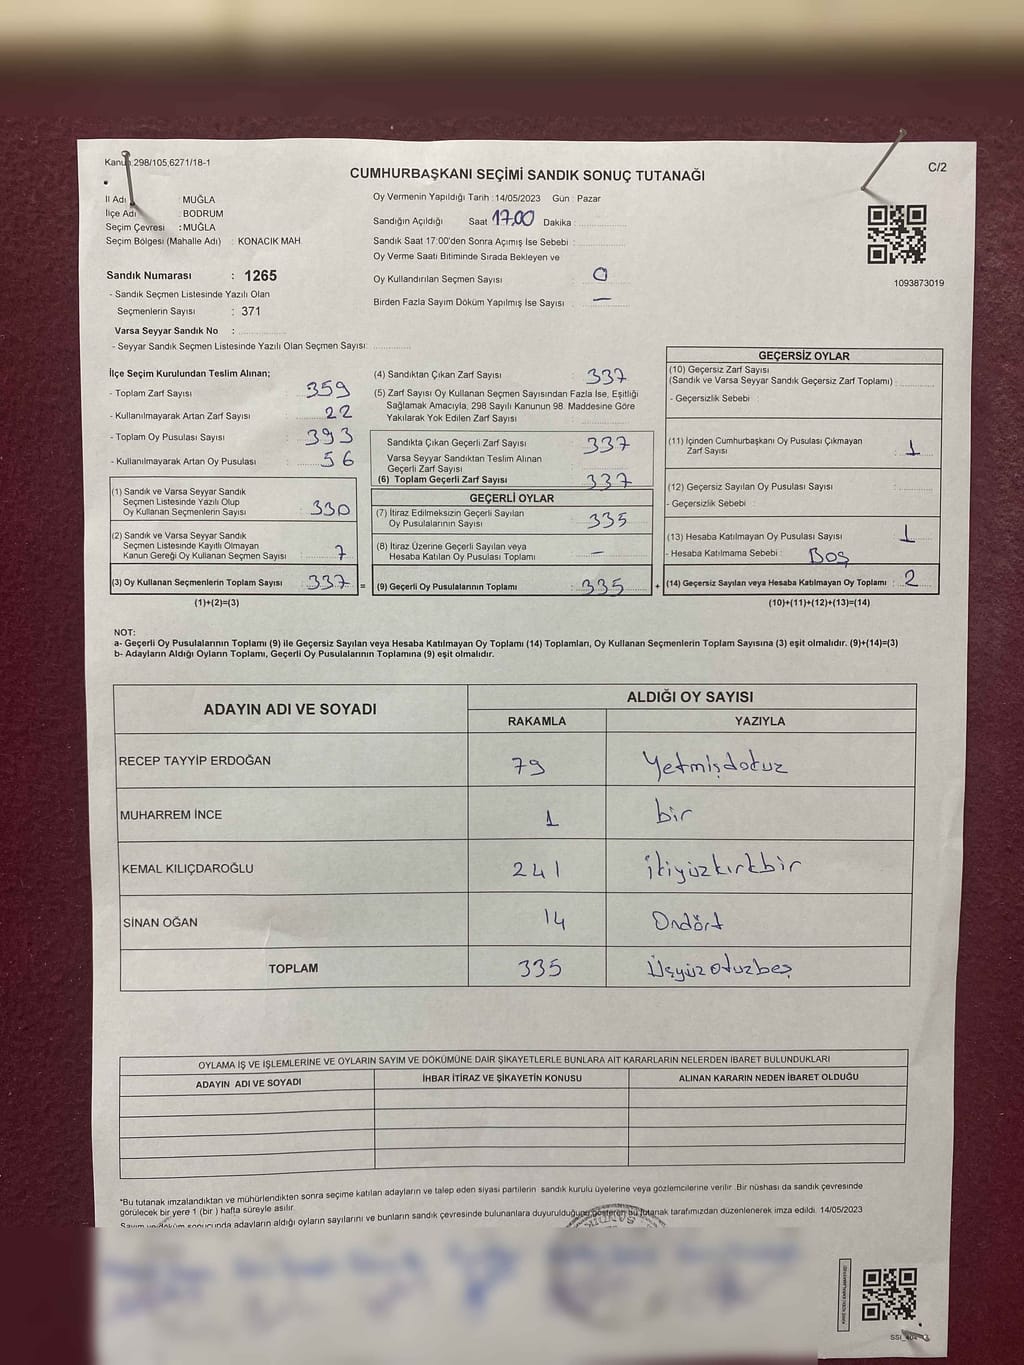 Kanun 298/105,6271/18-1
C/2
CUMHURBAŞKANI SEÇİMİ SANDIK SONUÇ TUTANAĞI
İl Adı : MUĞLA
İlçe Adı : BODRUM
Seçim Çevresi : MUĞLA
Seçim Bölgesi (Mahalle Adı) : KONACIK MAH.
Sandık Numarası : 1265
- Sandık Seçmen Listesinde Yazılı Olan
Seçmenlerin Sayısı : 371
Varsa Seyyar Sandık No :
- Seyyar Sandık Seçmen Listesinde Yazılı Olan Seçmen Sayısı:
Oy Vermenin Yapıldığı Tarih : 14/05/2023 Gün : Pazar
Sandığın Açıldığı Saat 17.00 Dakika :
Sandık Saat 17:00'den Sonra Açımış İse Sebebi :
Oy Verme Saati Bitiminde Sırada Bekleyen ve
Oy Kullandırılan Seçmen Sayısı : 0
Birden Fazla Sayım Döküm Yapılmış İse Sayısı : —
1093873019
İlçe Seçim Kurulundan Teslim Alınan;
- Toplam Zarf Sayısı : 359
- Kullanılmayarak Artan Zarf Sayısı : 22
- Toplam Oy Pusulası Sayısı : 393
- Kullanılmayarak Artan Oy Pusulası : 56
(1) Sandık ve Varsa Seyyar Sandık
Seçmen Listesinde Yazılı Olup
Oy Kullanan Seçmenlerin Sayısı : 330
(2) Sandık ve Varsa Seyyar Sandık
Seçmen Listesinde Kayıtlı Olmayan
Kanun Gereği Oy Kullanan Seçmen Sayısı : 7
(3) Oy Kullanan Seçmenlerin Toplam Sayısı : 337 =
(1)+(2)=(3)
(4) Sandıktan Çıkan Zarf Sayısı : 337
(5) Zarf Sayısı Oy Kullanan Seçmen Sayısından Fazla İse, Eşitliği
Sağlamak Amacıyla, 298 Sayılı Kanunun 98. Maddesine Göre
Yakılarak Yok Edilen Zarf Sayısı :
Sandıkta Çıkan Geçerli Zarf Sayısı : 337
Varsa Seyyar Sandıktan Teslim Alınan
Geçerli Zarf Sayısı :
(6) Toplam Geçerli Zarf Sayısı : 337
GEÇERLİ OYLAR
(7) İtiraz Edilmeksizin Geçerli Sayılan
Oy Pusulalarının Sayısı : 335
(8) İtiraz Üzerine Geçerli Sayılan veya
Hesaba Katılan Oy Pusulası Toplamı : —
(9) Geçerli Oy Pusulalarının Toplamı : 335 +
GEÇERSİZ OYLAR
(10) Geçersiz Zarf Sayısı
(Sandık ve Varsa Seyyar Sandık Geçersiz Zarf Toplamı) :
- Geçersizlik Sebebi :
(11) İçinden Cumhurbaşkanı Oy Pusulası Çıkmayan
Zarf Sayısı : 1
(12) Geçersiz Sayılan Oy Pusulası Sayısı :
- Geçersizlik Sebebi :
(13) Hesaba Katılmayan Oy Pusulası Sayısı : 1
- Hesaba Katılmama Sebebi : Boş
(14) Geçersiz Sayılan veya Hesaba Katılmayan Oy Toplamı : 2
(10)+(11)+(12)+(13)=(14)
NOT:
a- Geçerli Oy Pusulalarının Toplamı (9) ile Geçersiz Sayılan veya Hesaba Katılmayan Oy Toplamı (14) Toplamları, Oy Kullanan Seçmenlerin Toplam Sayısına (3) eşit olmalıdır. (9)+(14)=(3)
b- Adayların Aldığı Oyların Toplamı, Geçerli Oy Pusulalarının Toplamına (9) eşit olmalıdır.
ADAYIN ADI VE SOYADI ALDIĞI OY SAYISI
RAKAMLA YAZIYLA
RECEP TAYYİP ERDOĞAN 79 Yetmişdokuz
MUHARREM İNCE 1 bir
KEMAL KILIÇDAROĞLU 241 ikiyüzkırkbir
SİNAN OĞAN 14 Ondört
TOPLAM 335 Üçyüzotuzbeş
OYLAMA İŞ VE İŞLEMLERİNE VE OYLARIN SAYIM VE DÖKÜMÜNE DAİR ŞİKAYETLERLE BUNLARA AİT KARARLARIN NELERDEN İBARET BULUNDUKLARI
ADAYIN ADI VE SOYADI İHBAR İTİRAZ VE ŞİKAYETİN KONUSU ALINAN KARARIN NEDEN İBARET OLDUĞU
*Bu tutanak imzalandıktan ve mühürlendikten sonra seçime katılan adayların ve talep eden siyasi partilerin sandık kurulu üyelerine veya gözlemcilerine verilir .Bir nüshası da sandık çevresinde
görülecek bir yere 1 (bir ) hafta süreyle asılır.
Sayım ve döküm sonucunda adayların aldığı oyların sayılarını ve bunların sandık çevresinde bulunanlara duyurulduğunu gösteren bu tutanak tarafımızdan düzenlenerek imza edildi. 14/05/2023